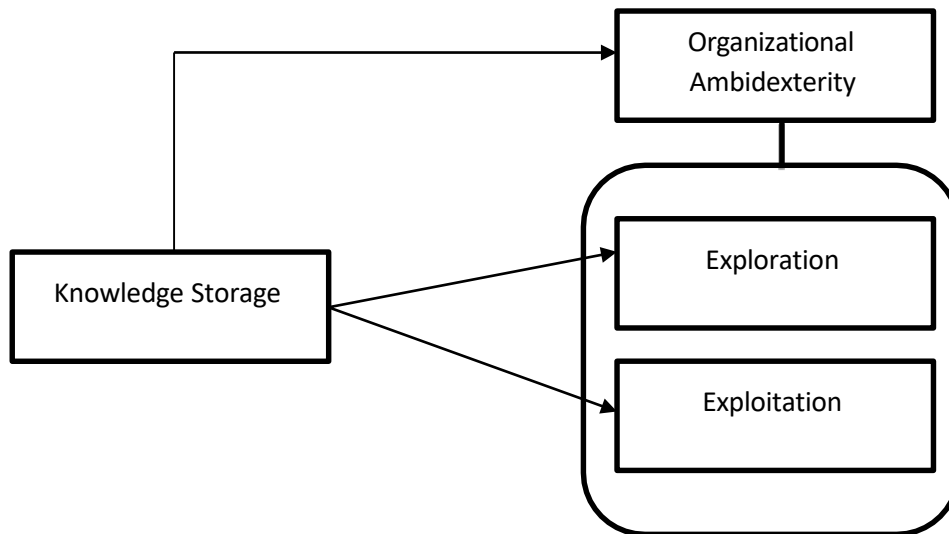 Organizational
Ambidexterity
Knowledge Storage
Exploration
Exploitation